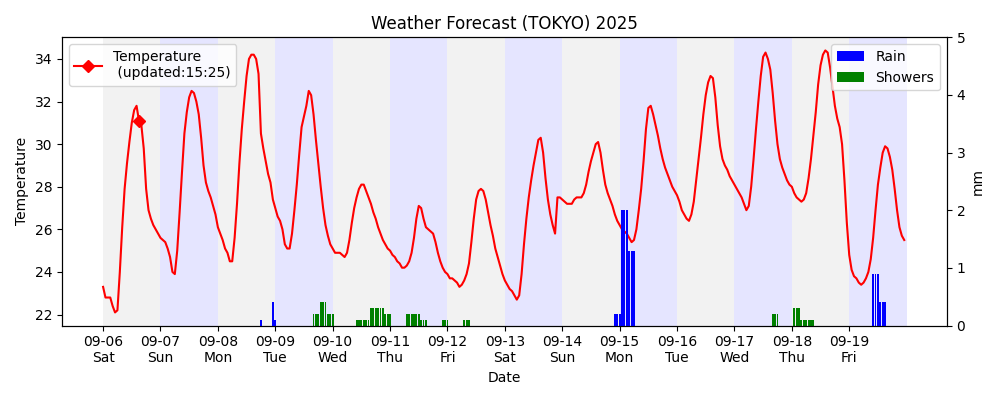 Weather Forecast (TOKYO) 2025
Temperature
(updated:15:25)
Rain
Showers
Temperature
34
32
30
28
26
24
22
5
4
3
2
1
0
mm
09-06 09-07 09-08 09-09 09-10 09-11 09-12 09-13 09-14 09-15 09-16 09-17 09-18 09-19
Sat Sun Mon Tue Wed Thu Fri Sat Sun Mon Tue Wed Thu Fri
Date